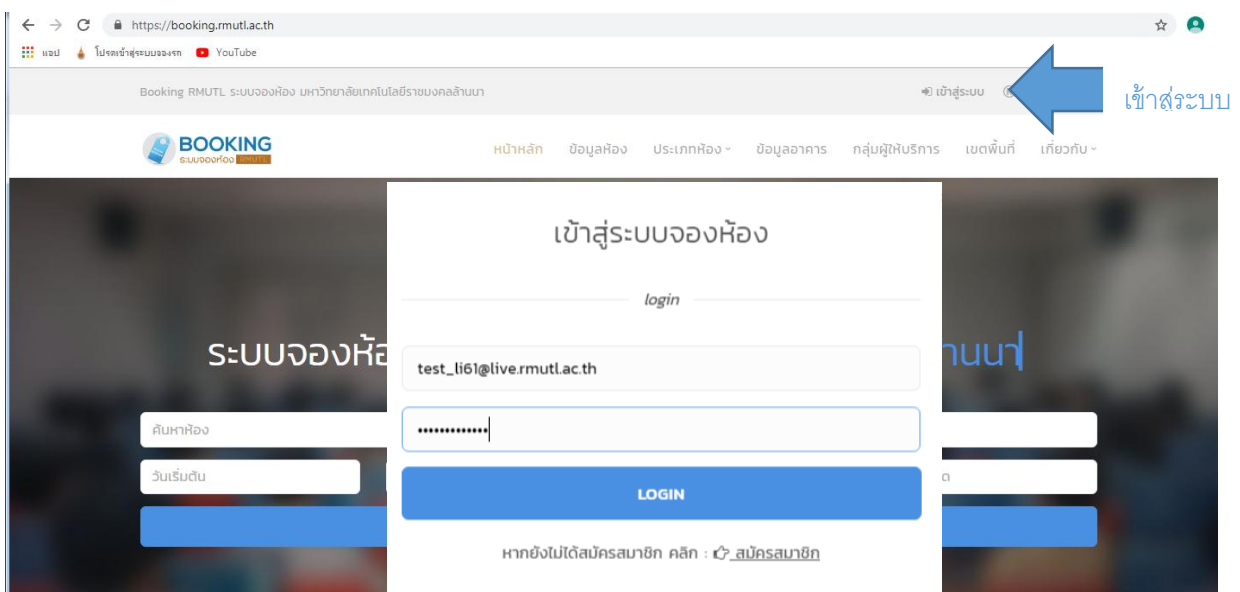 https://booking.rmutl.ac.th
แอป โปรดเข้าสู่ระบบของรถ YouTube
Booking RMUTL ระบบจองห้อง มหาวิทยาลัยเทคโนโลยีราชมงคลล้านนา เข้าสู่ระบบ
เข้าสู่ระบบ
BOOKING
ระบบจองห้อง RMUTL
หน้าหลัก ข้อมูลห้อง ประเภทห้อง ข้อมูลอาคาร กลุ่มผู้ให้บริการ เขตพื้นที่ เกี่ยวกับ
เข้าสู่ระบบจองห้อง
login
ระบบจองห้อ านนา
test_li61@live.rmutl.ac.th
•••••••••••••
ค้นหาห้อง
วันเริ่มต้น
LOGIN
หากยังไม่ได้สมัครสมาชิก คลิก : สมัครสมาชิก